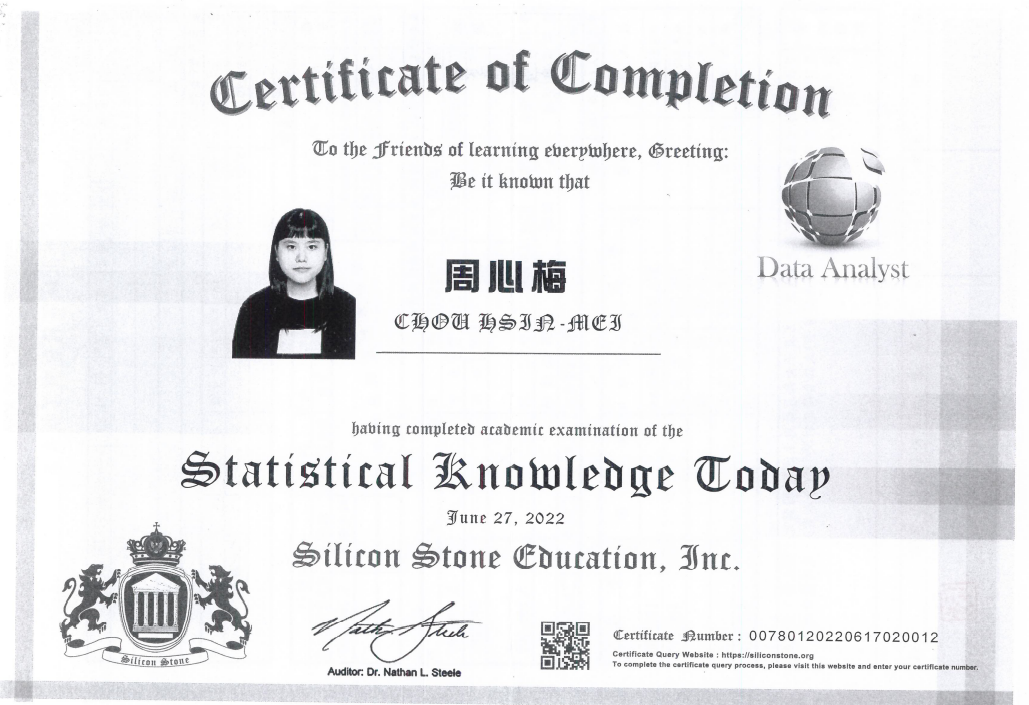 Certificate of Completion
To the Friends of learning everywhere, Greeting:
Be it known that
Data Analyst
周心梅
CHOU HSIN-MEI
having completed academic examination of the
Statistical Knowledge Today
June 27, 2022
Silicon Stone Education, Inc.
Silicon Stone
Auditor: Dr. Nathan L. Steele
Certificate Number : 00780120220617020012
Certificate Query Website : https://siliconstone.org
To complete the certificate query process, please visit this website and enter your certificate number.